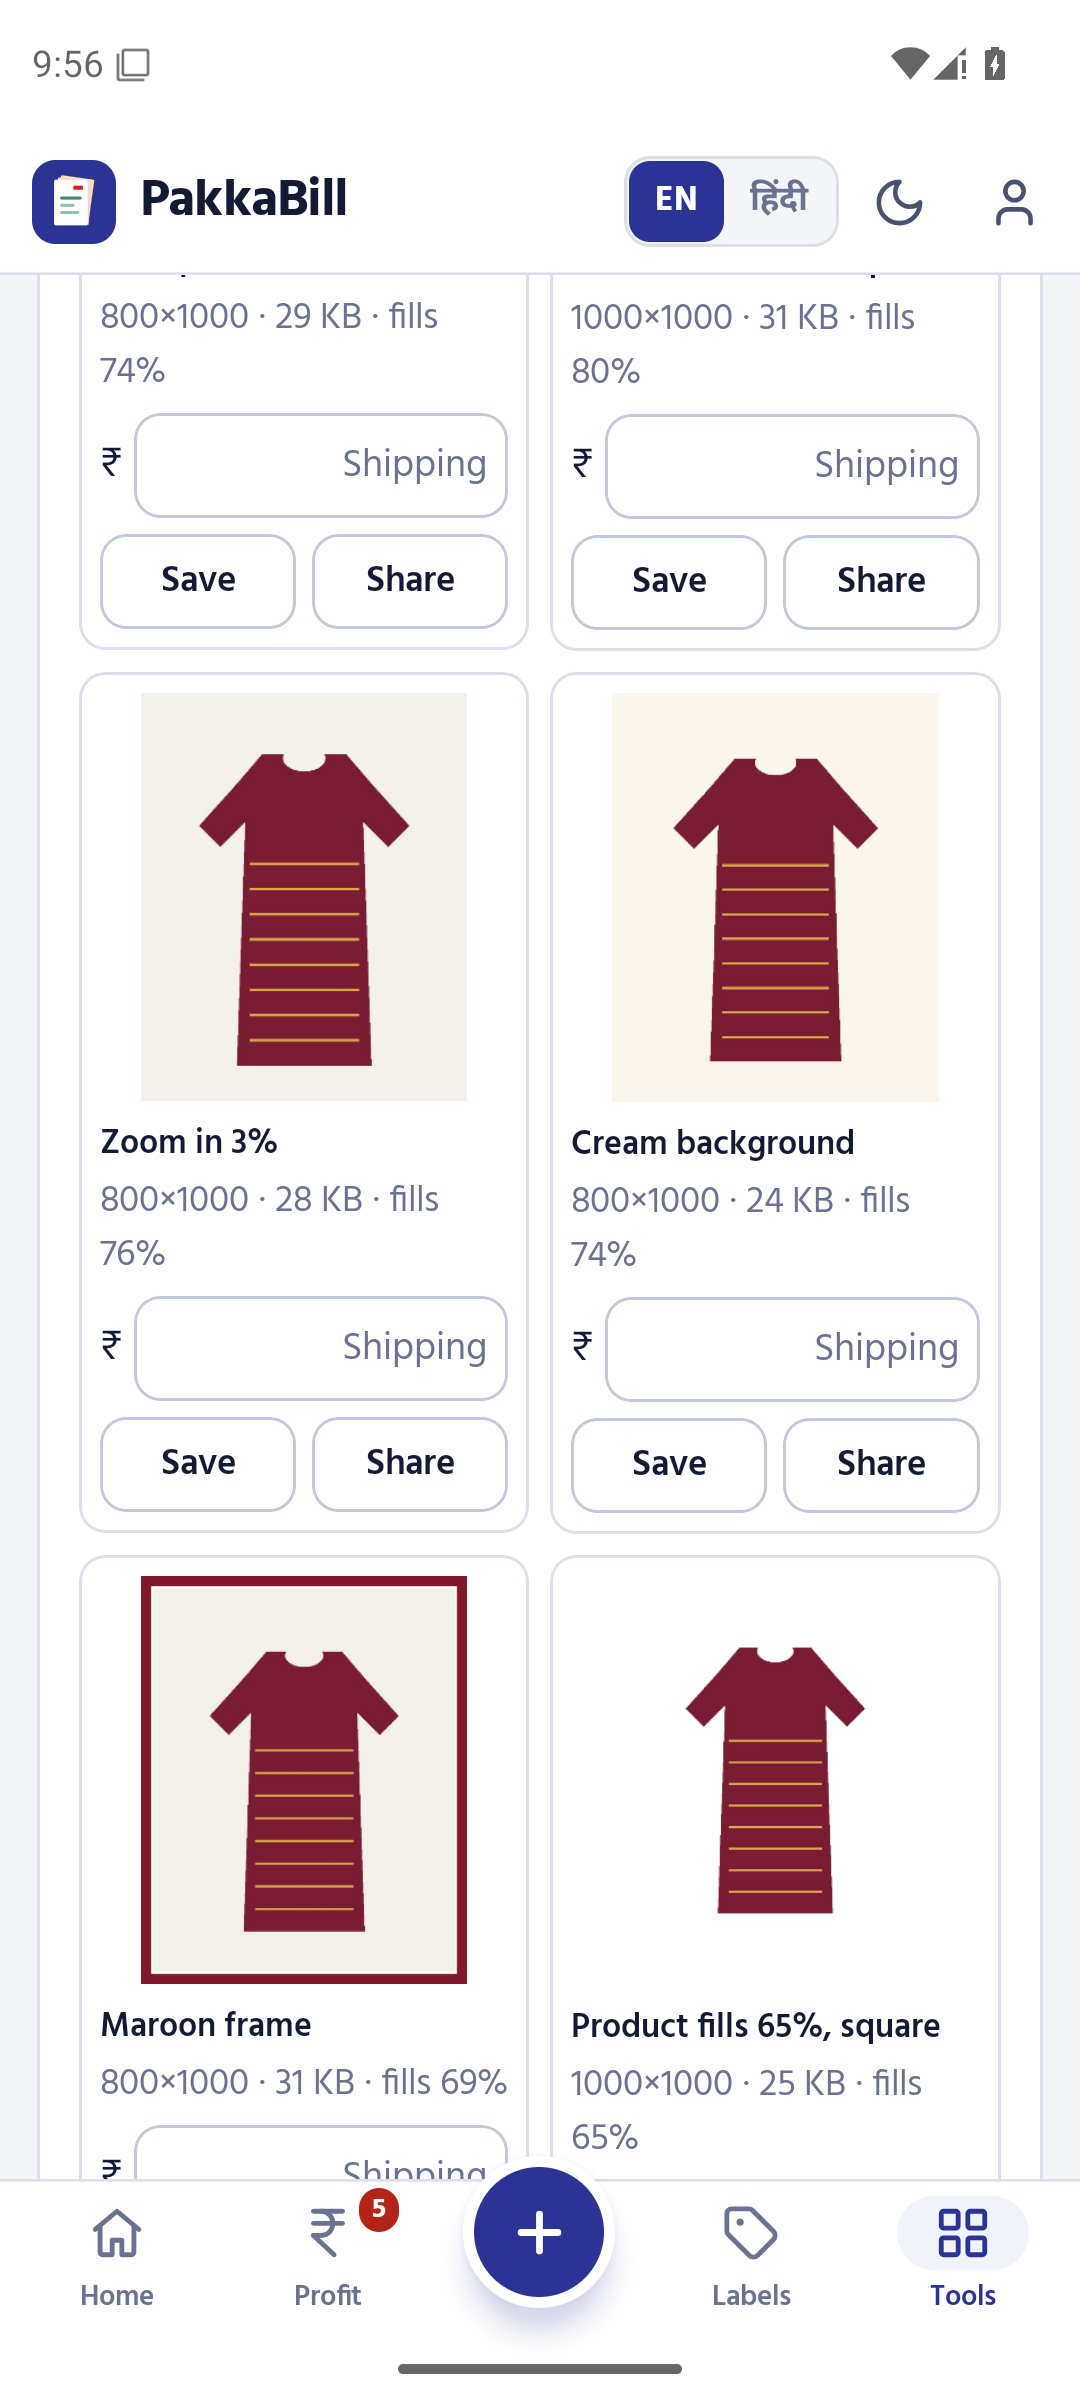 9:56
PakkaBill
EN
हिंदी
800×1000 · 29 KB · fills
74%
₹
Shipping
Save
Share
1000×1000 · 31 KB · fills
80%
₹
Shipping
Save
Share
Zoom in 3%
800×1000 · 28 KB · fills
76%
₹
Shipping
Save
Share
Cream background
800×1000 · 24 KB · fills
74%
₹
Shipping
Save
Share
Maroon frame
800×1000 · 31 KB · fills 69%
₹
Shipping
Product fills 65%, square
1000×1000 · 25 KB · fills
65%
Home
5
Profit
Labels
Tools